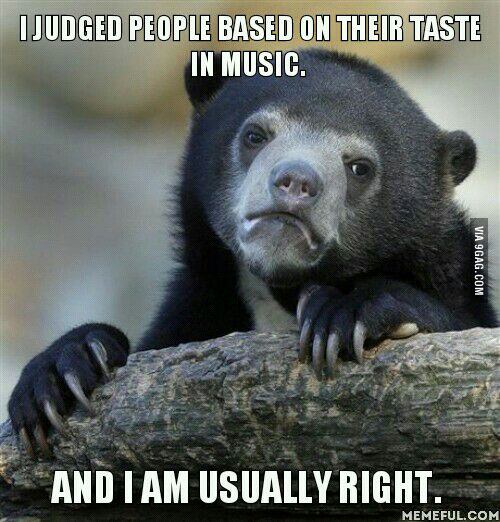 I JUDGED PEOPLE BASED ON THEIR TASTE
IN MUSIC.
VIA 9GAG.COM
AND I AM USUALLY RIGHT.
MEMEFUL.COM